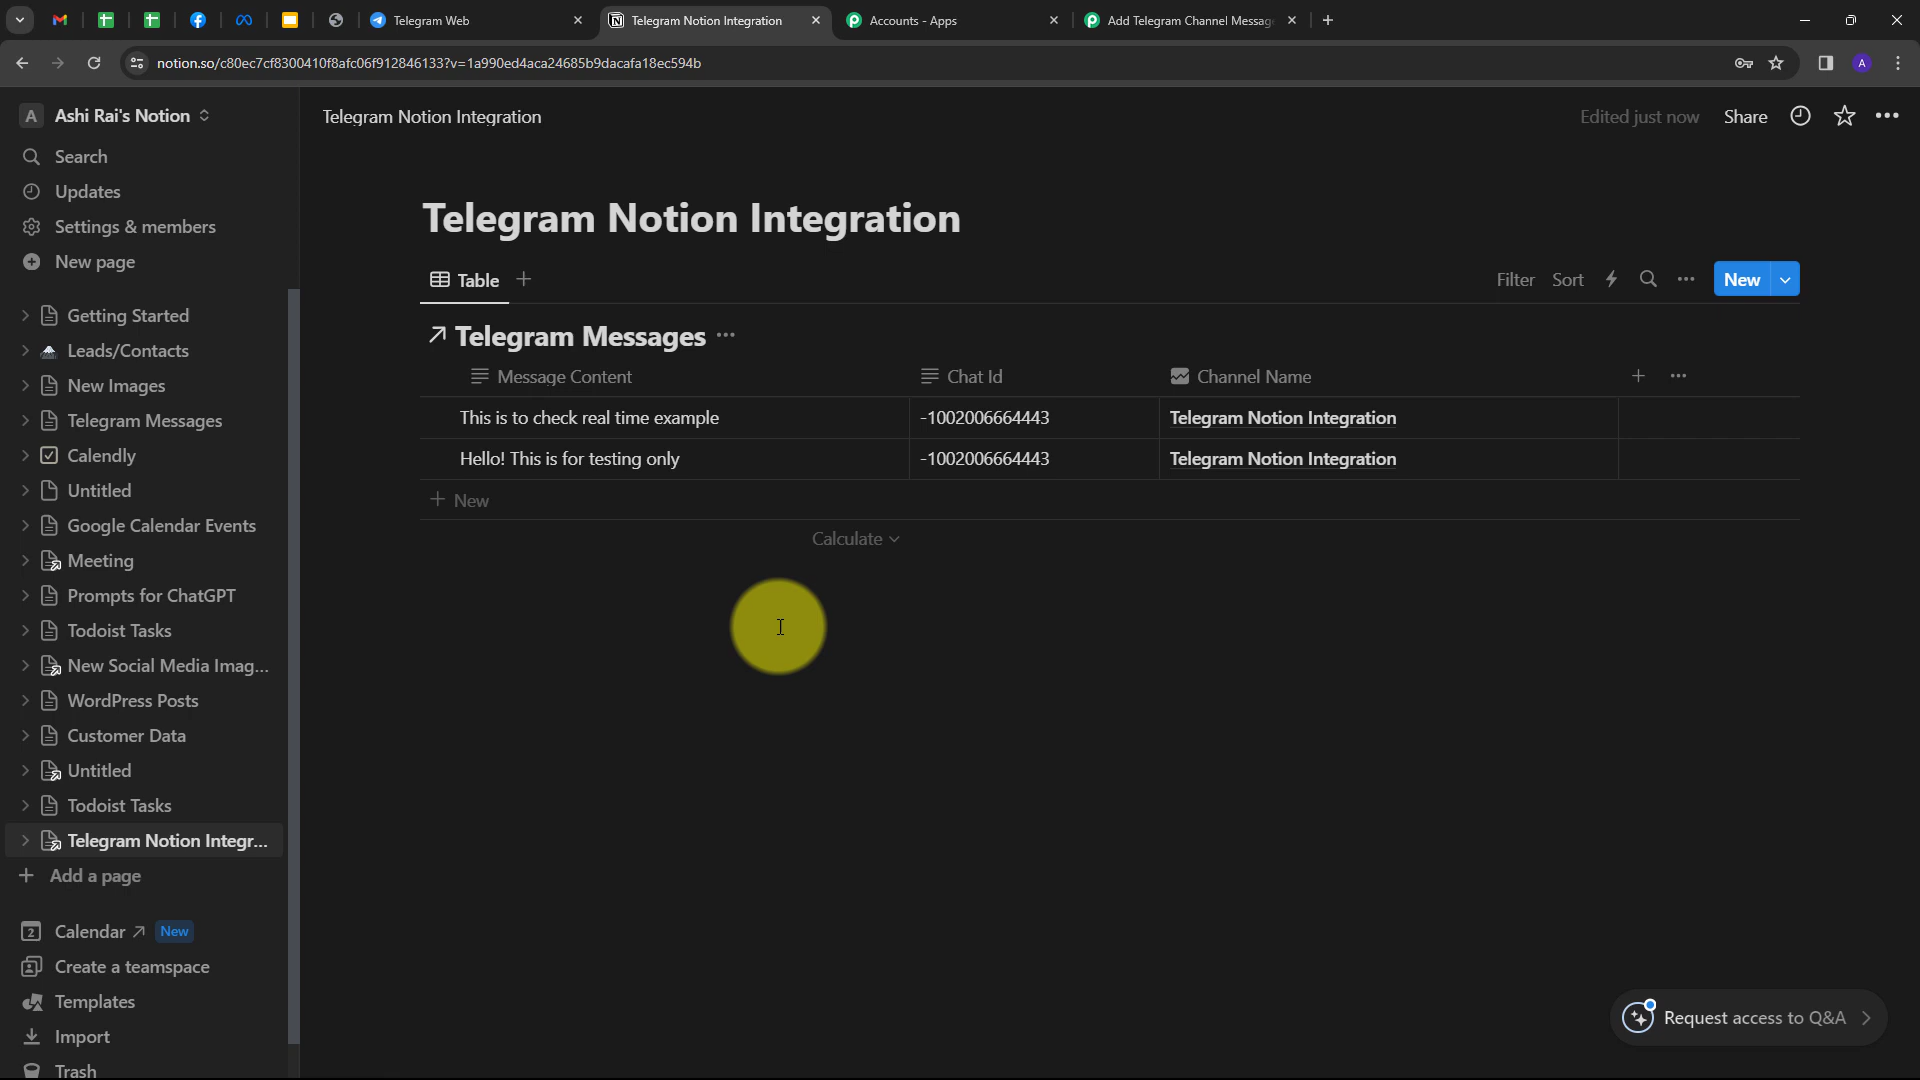 Telegram Web
Telegram Notion Integration
Accounts - Apps
Add Telegram Channel Messag
notion.so/c80ec7cf8300410f8afc06f912846133?v=1a990ed4aca24685b9dacafa18ec594b
A
A Ashi Rai's Notion
Telegram Notion Integration
Edited just now
Share
Search
Updates
Settings & members
New page
Getting Started
Leads/Contacts
New Images
Telegram Messages
Calendly
Untitled
Google Calendar Events
Meeting
Prompts for ChatGPT
Todoist Tasks
New Social Media Imag...
WordPress Posts
Customer Data
Untitled
Todoist Tasks
Telegram Notion Integr...
Add a page
2 Calendar New
Create a teamspace
Templates
Import
Trash
Telegram Notion Integration
Table
Filter Sort New
Telegram Messages
Message Content Chat Id Channel Name
This is to check real time example -1002006664443 Telegram Notion Integration
Hello! This is for testing only -1002006664443 Telegram Notion Integration
New
Calculate
Request access to Q&A